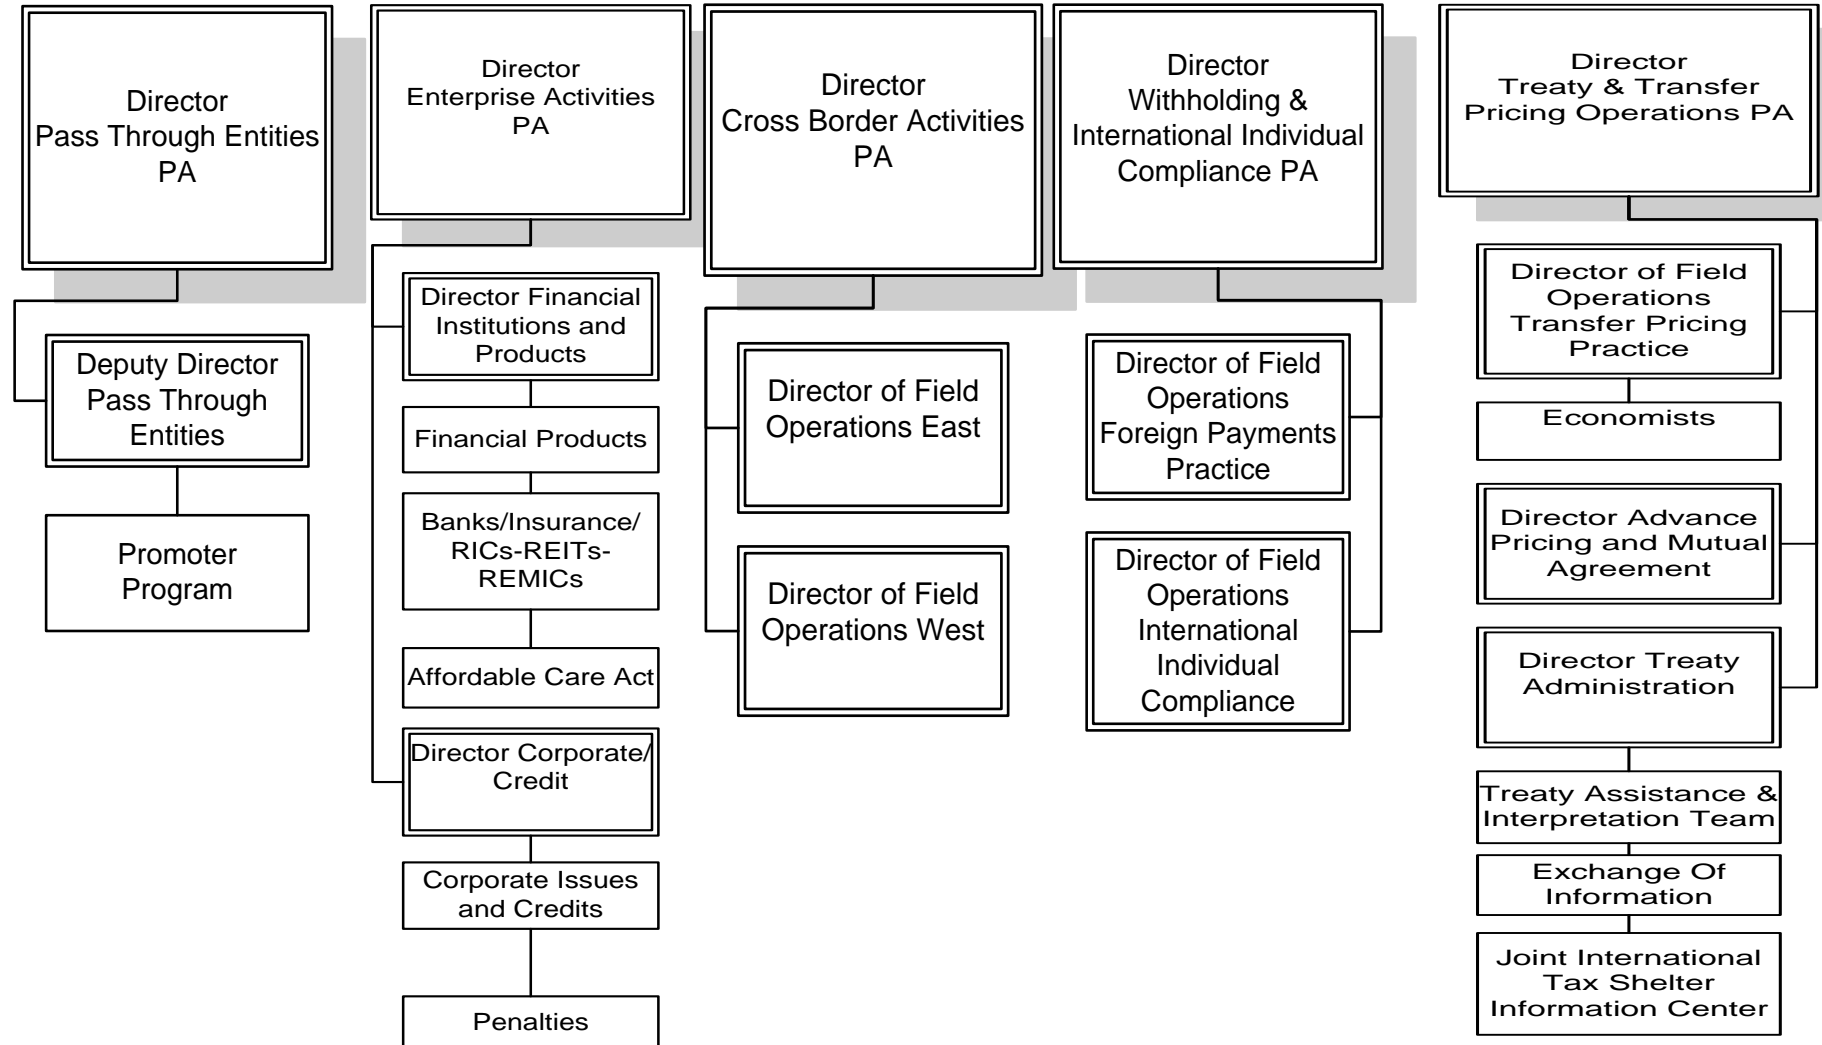 Director
Pass Through Entities
PA
Deputy Director
Pass Through
Entities
Promoter
Program
Director
Enterprise Activities
PA
Director Financial
Institutions and
Products
Financial Products
Banks/Insurance/
RICs-REITs-
REMICs
Affordable Care Act
Director Corporate/
Credit
Corporate Issues
and Credits
Penalties
Director
Cross Border Activities
PA
Director of Field
Operations East
Director of Field
Operations West
Director
Withholding &
International Individual
Compliance PA
Director of Field
Operations
Foreign Payments
Practice
Director of Field
Operations
International
Individual
Compliance
Director
Treaty & Transfer
Pricing Operations PA
Director of Field
Operations
Transfer Pricing
Practice
Economists
Director Advance
Pricing and Mutual
Agreement
Director Treaty
Administration
Treaty Assistance &
Interpretation Team
Exchange Of
Information
Joint International
Tax Shelter
Information Center